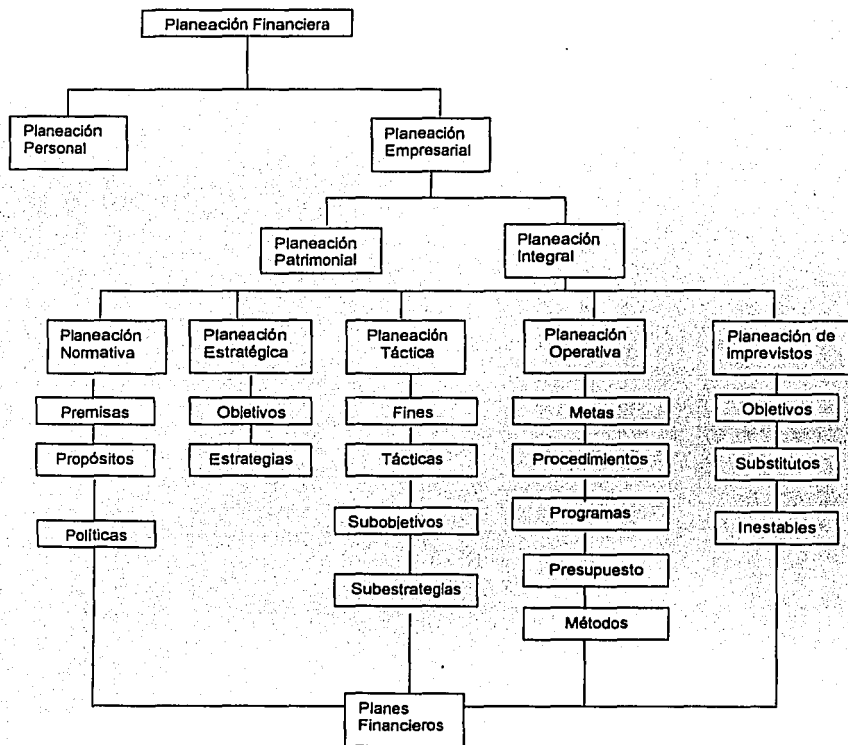 Planeación Financiera
Planeación
Personal
Planeación
Empresarial
Planeación
Patrimonial
Planeación
Integral
Planeación
Normativa
Planeación
Estratégica
Planeación
Táctica
Planeación
Operativa
Planeación de
imprevistos
Premisas
Objetivos
Fines
Metas
Objetivos
Propósitos
Estrategias
Tácticas
Procedimientos
Substitutos
Políticas
Subobjetivos
Programas
Inestables
Subestrategias
Presupuesto
Métodos
Planes
Financieros